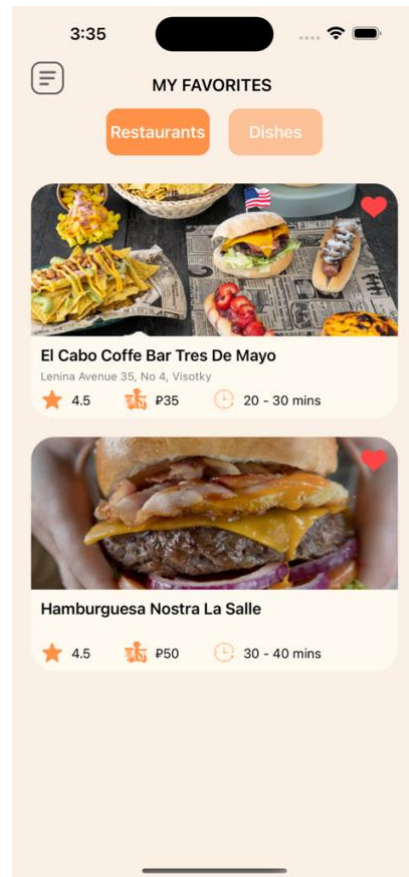 3:35
MY FAVORITES
Restaurants
Dishes
El Cabo Coffe Bar Tres De Mayo
Lenina Avenue 35, No 4, Visotky
4.5
₽35
20 - 30 mins
Hamburguesa Nostra La Salle
4.5
₽50
30 - 40 mins